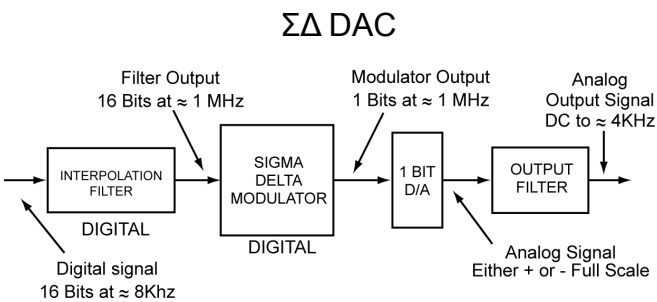 ΣΔ DAC
Filter Output
16 Bits at ≈ 1 MHz
Modulator Output
1 Bits at ≈ 1 MHz
Analog
Output Signal
DC to ≈ 4KHz
INTERPOLATION
FILTER
DIGITAL
SIGMA
DELTA
MODULATOR
DIGITAL
1 BIT
D/A
OUTPUT
FILTER
Digital signal
16 Bits at ≈ 8Khz
Analog Signal
Either + or - Full Scale